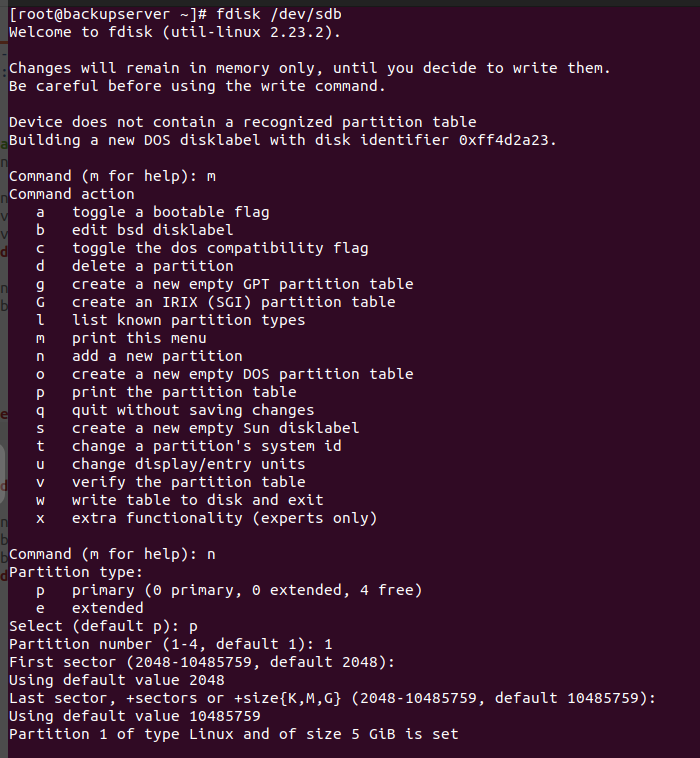 [root@backupserver ~]# fdisk /dev/sdb
Welcome to fdisk (util-linux 2.23.2).
Changes will remain in memory only, until you decide to write them.
Be careful before using the write command.
Device does not contain a recognized partition table
Building a new DOS disklabel with disk identifier 0xff4d2a23.
Command (m for help): m
Command action
a   toggle a bootable flag
b   edit bsd disklabel
c   toggle the dos compatibility flag
d   delete a partition
g   create a new empty GPT partition table
G   create an IRIX (SGI) partition table
l   list known partition types
m   print this menu
n   add a new partition
o   create a new empty DOS partition table
p   print the partition table
q   quit without saving changes
s   create a new empty Sun disklabel
t   change a partition's system id
u   change display/entry units
v   verify the partition table
w   write table to disk and exit
x   extra functionality (experts only)
Command (m for help): n
Partition type:
p   primary (0 primary, 0 extended, 4 free)
e   extended
Select (default p): p
Partition number (1-4, default 1): 1
First sector (2048-10485759, default 2048):
Using default value 2048
Last sector, +sectors or +size{K,M,G} (2048-10485759, default 10485759):
Using default value 10485759
Partition 1 of type Linux and of size 5 GiB is set